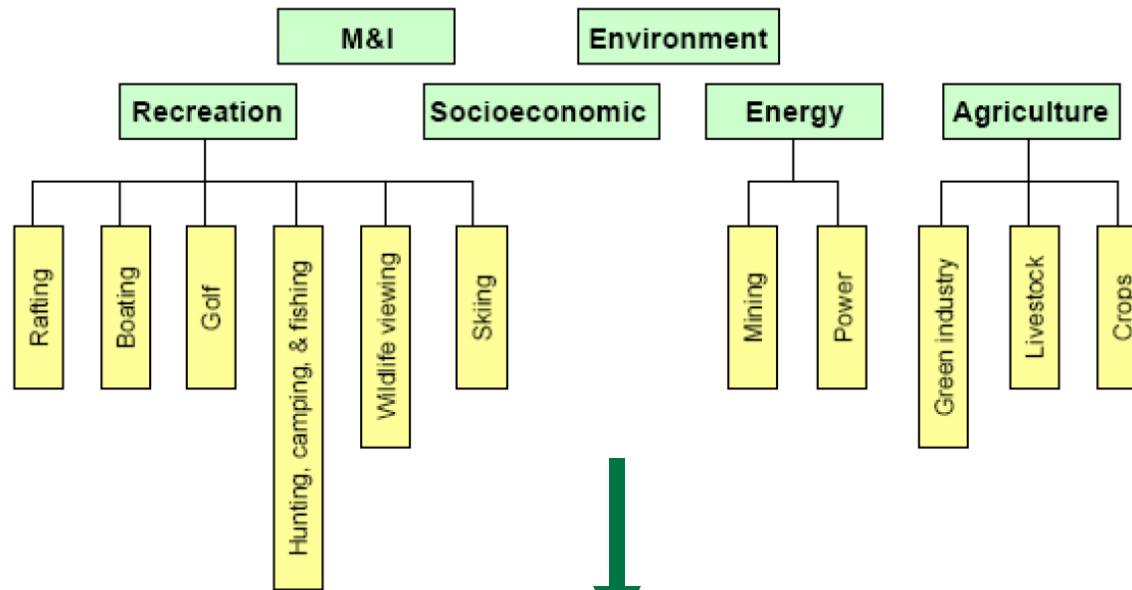 M&I
Environment
Recreation
Socioeconomic
Energy
Agriculture
Rafting
Boating
Golf
Hunting, camping, & fishing
Wildlife viewing
Skiing
Mining
Power
Green industry
Livestock
Crops